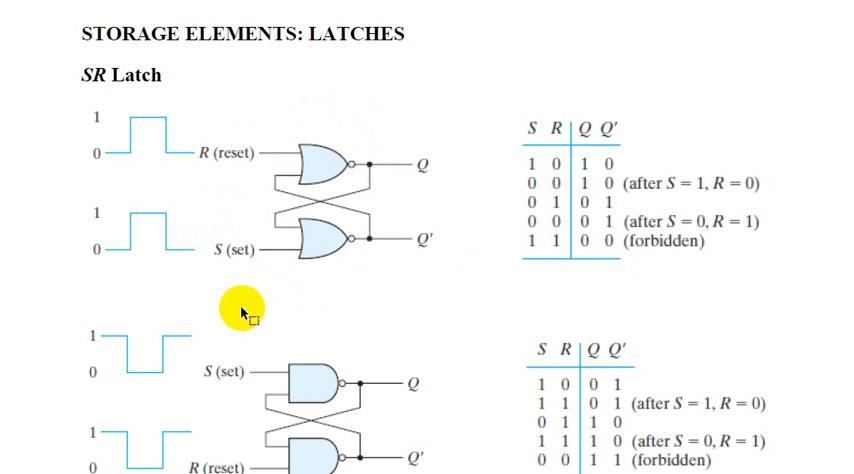 STORAGE ELEMENTS: LATCHES
SR Latch
1
0
R (reset)
Q
1
0
S (set)
Q′
S R Q Q′
1 0 1 0
0 0 1 0 (after S = 1, R = 0)
0 1 0 1
0 0 0 1 (after S = 0, R = 1)
1 1 0 0 (forbidden)
1
0
S (set)
Q
1
0
R (reset)
Q′
S R Q Q′
1 0 0 1
1 1 0 1 (after S = 1, R = 0)
0 1 1 0
1 1 1 0 (after S = 0, R = 1)
0 0 1 1 (forbidden)